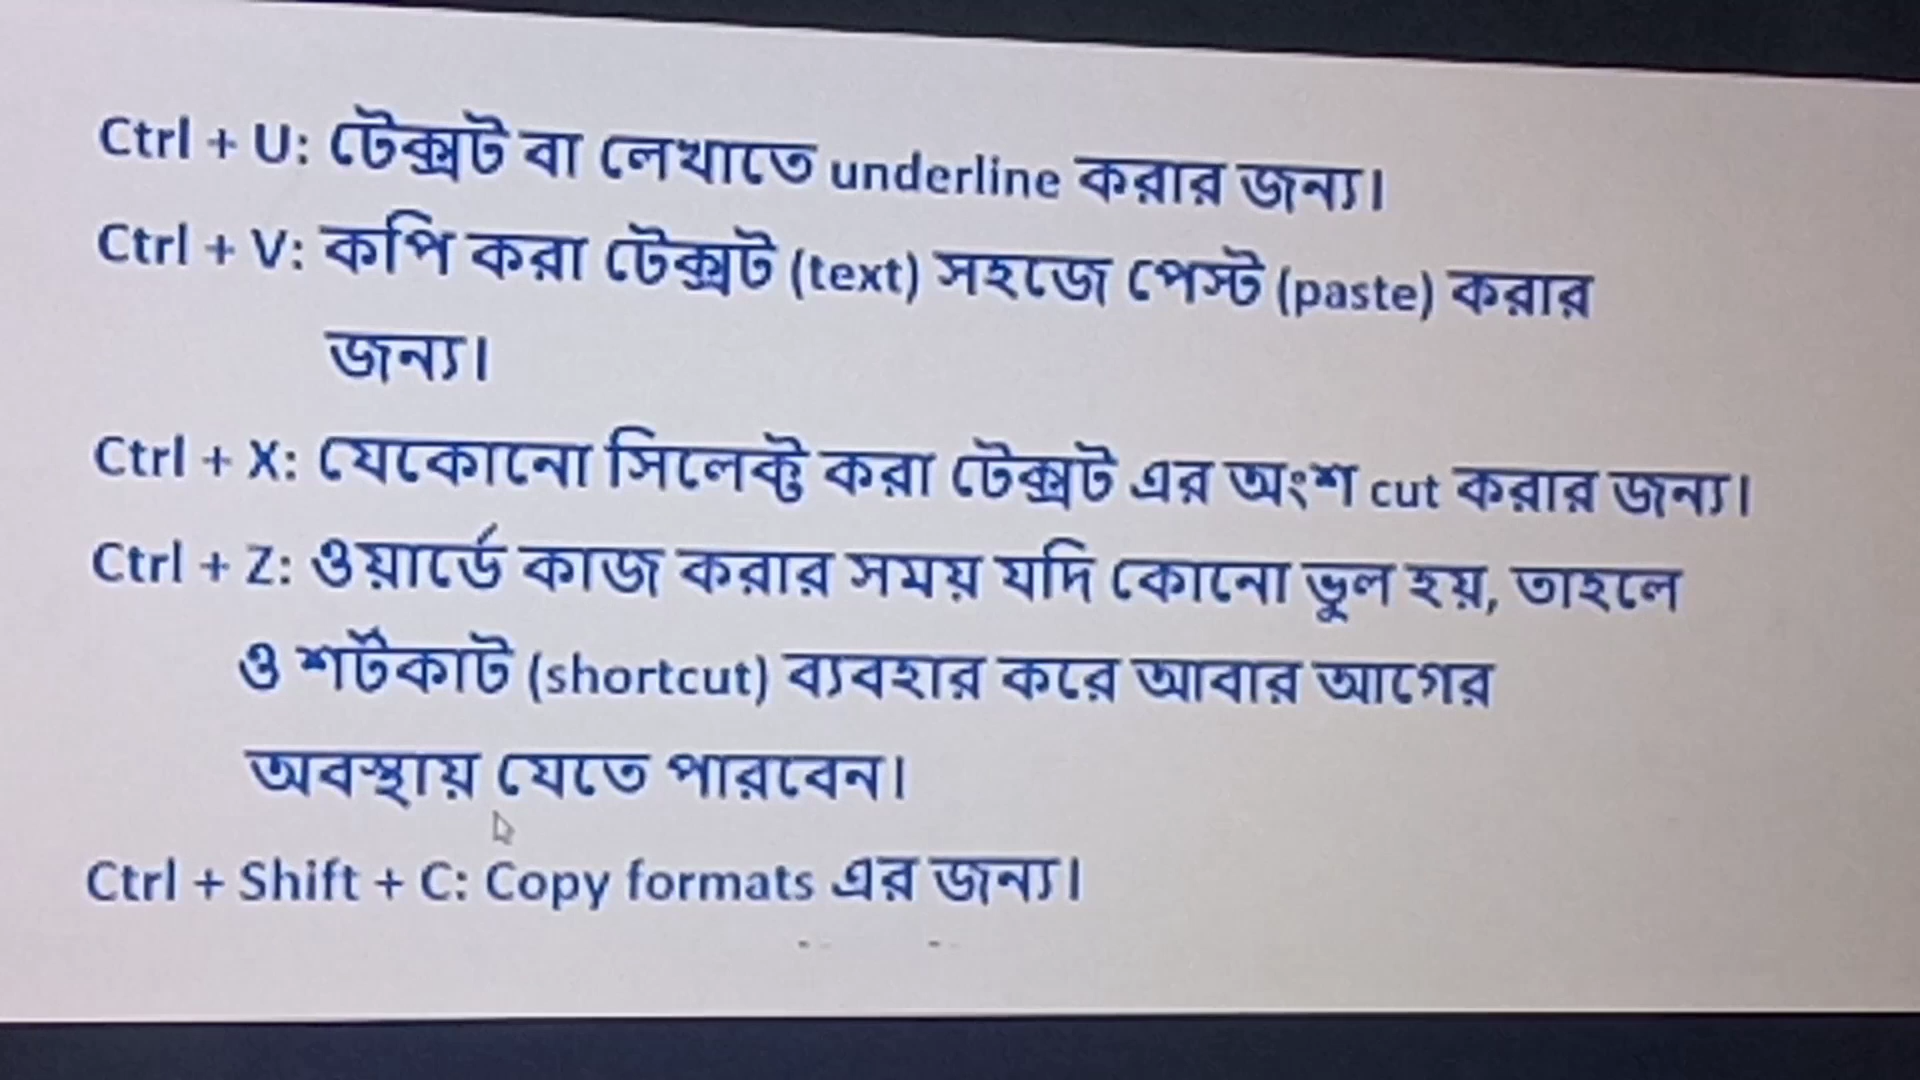 Ctrl + U: টেক্সট বা লেখাতে underline করার জন্য।
Ctrl + V: কপি করা টেক্সট (text) সহজে পেস্ট (paste) করার
জন্য।
Ctrl + X: যেকোনো সিলেক্ট করা টেক্সট এর অংশ cut করার জন্য।
Ctrl + Z: ওয়ার্ডে কাজ করার সময় যদি কোনো ভুল হয়, তাহলে
ও শর্টকাট (shortcut) ব্যবহার করে আবার আগের
অবস্থায় যেতে পারবেন।
Ctrl + Shift + C: Copy formats এর জন্য।